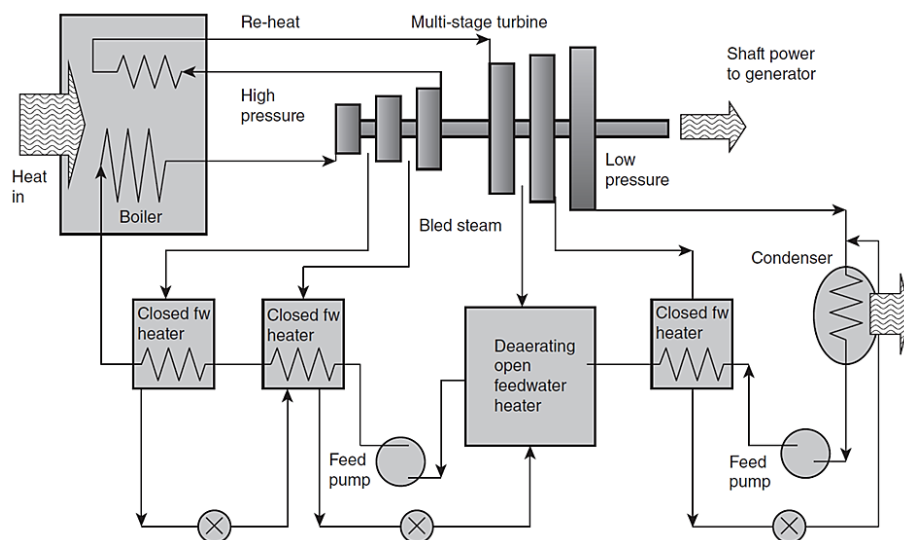 Re-heat
Multi-stage turbine
Shaft power
to generator
High
pressure
Heat
in
Boiler
Low
pressure
Bled steam
Condenser
Closed fw
heater
Closed fw
heater
Deaerating
open
feedwater
heater
Closed fw
heater
Feed
pump
Feed
pump